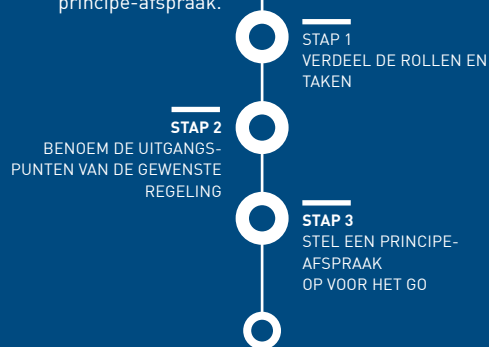 principe-afspraak.
STAP 1
VERDEEL DE ROLLEN EN
TAKEN
STAP 2
BENOEM DE UITGANGS-
PUNTEN VAN DE GEWENSTE
REGELING
STAP 3
STEL EEN PRINCIPE-
AFSPRAAK
OP VOOR HET GO